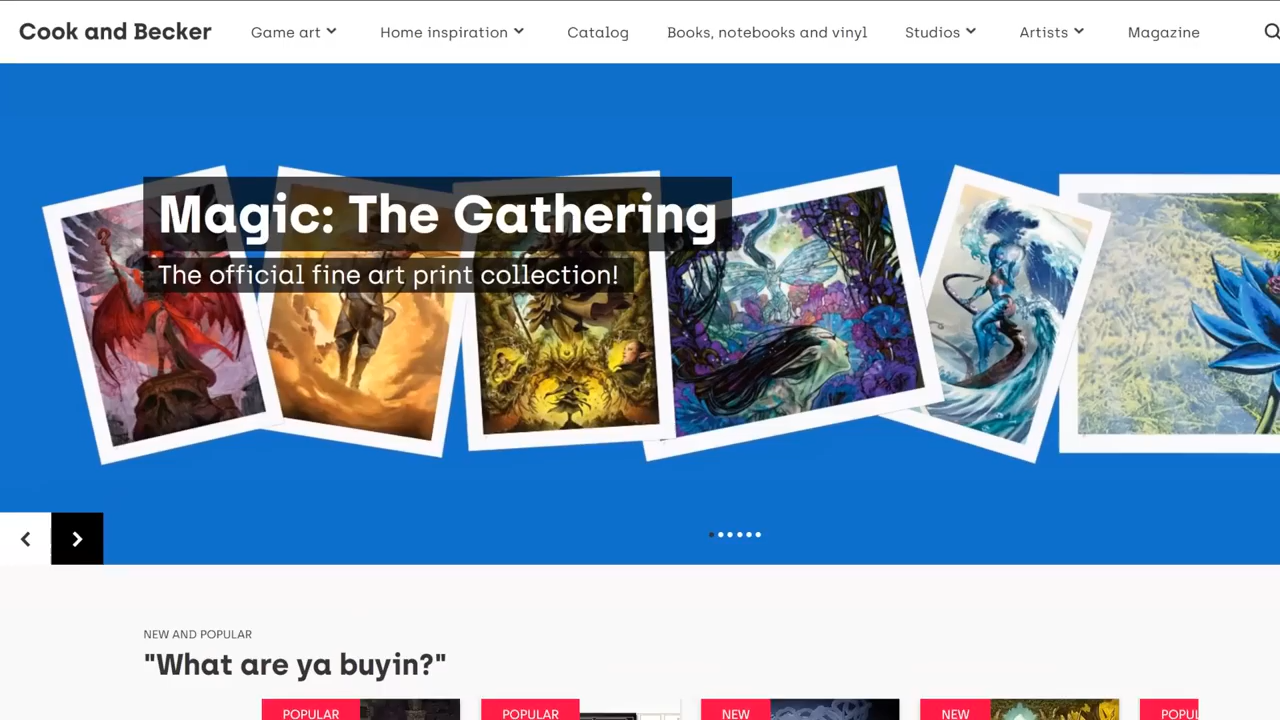 Cook and Becker
Game art
Home inspiration
Catalog
Books, notebooks and vinyl
Studios
Artists
Magazine
Magic: The Gathering
The official fine art print collection!
NEW AND POPULAR
"What are ya buyin?"
POPULAR
POPULAR
NEW
NEW
POPUL